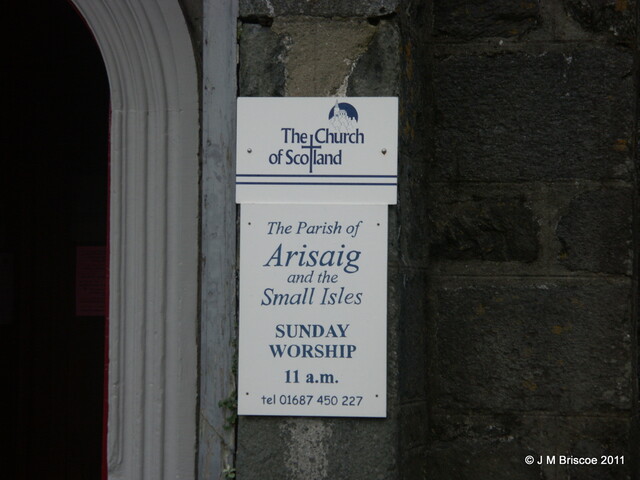 The Church
of Scotland
The Parish of
Arisaig
and the
Small Isles
SUNDAY
WORSHIP
11 a.m.
tel 01687 450 227
© J M Briscoe 2011